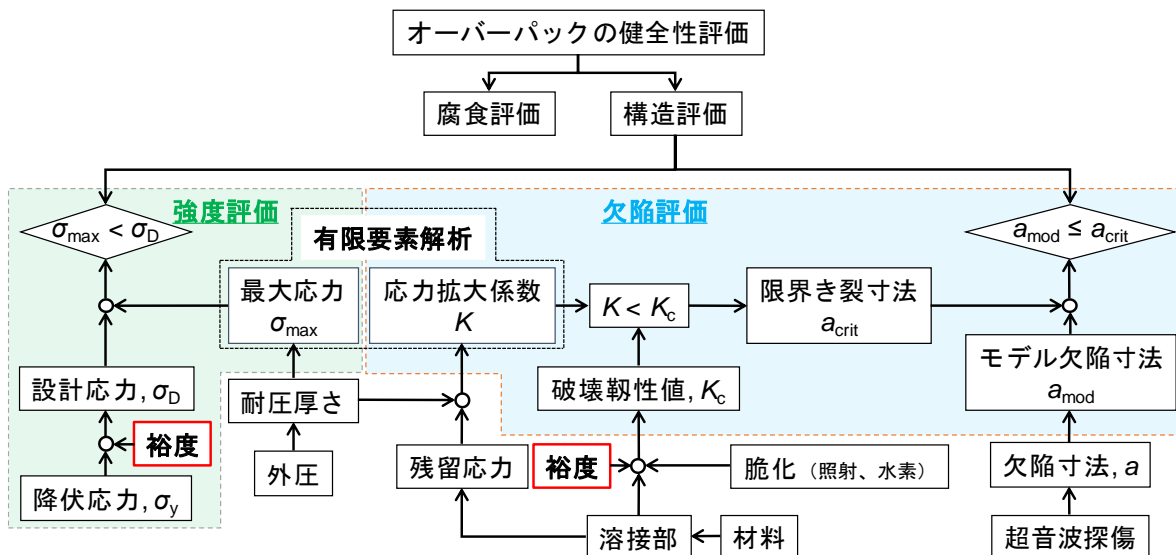 オーバーパックの健全性評価
腐食評価
構造評価
強度評価
欠陥評価
σmax < σD
有限要素解析
amod ≤ acrit
最大応力
σmax
応力拡大係数
K
K < Kc
限界き裂寸法
acrit
設計応力, σD
耐圧厚さ
破壊靱性値, Kc
モデル欠陥寸法
amod
裕度
降伏応力, σy
外圧
残留応力
裕度
脆化（照射、水素）
欠陥寸法, a
溶接部
材料
超音波探傷